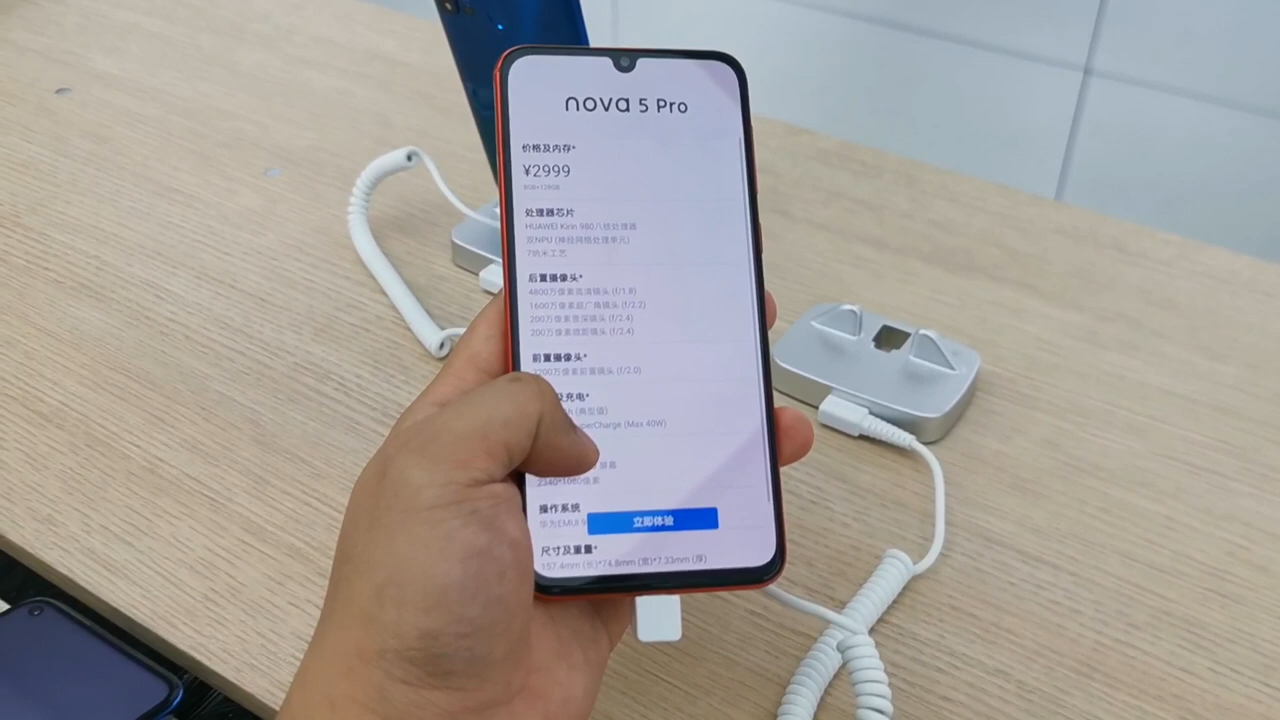 nova 5 Pro
价格及内存*
¥2999
8GB+128GB
处理器芯片
HUAWEI Kirin 980八核处理器
双NPU (神经网络处理单元)
7纳米工艺
后置摄像头*
4800万像素高清镜头 (f/1.8)
1600万像素超广角镜头 (f/2.2)
200万像素景深镜头 (f/2.4)
200万像素微距镜头 (f/2.4)
前置摄像头*
3200万像素前置镜头 (f/2.0)
及充电*
(典型值)
perCharge (Max 40W)
屏幕
2340*1080像素
操作系统
华为EMUI 9
立即体验
尺寸及重量*
157.4mm (长)*74.8mm (宽)*7.33mm (厚)